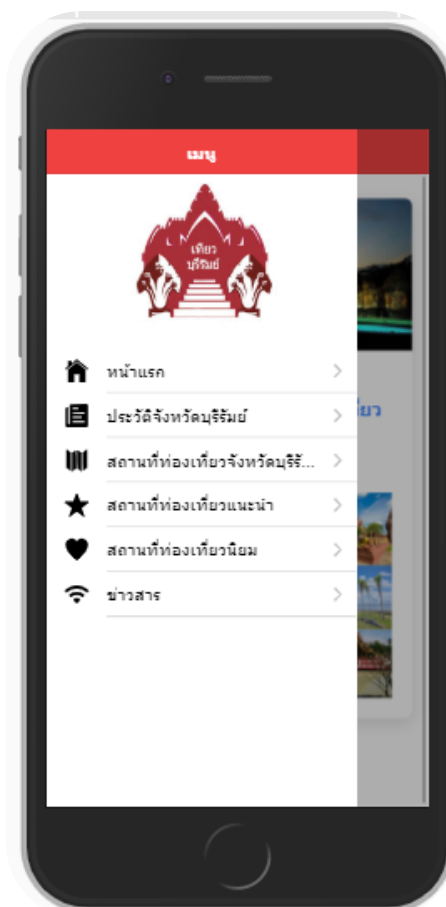 เมนู
เที่ยว
บุรีรัมย์
หน้าแรก
ประวัติจังหวัดบุรีรัมย์
สถานที่ท่องเที่ยวจังหวัดบุรีรั...
สถานที่ท่องเที่ยวแนะนำ
สถานที่ท่องเที่ยวนิยม
ข่าวสาร